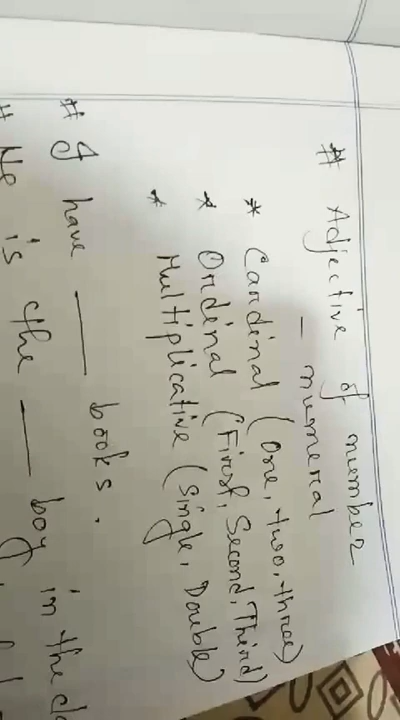 # Adjective of number
– numeral
* Cardinal (One, two, three)
* Ordinal (First, Second, Third)
* Multiplicative (Single, Double)
# I have ___ books.
# He is the ___ boy in the